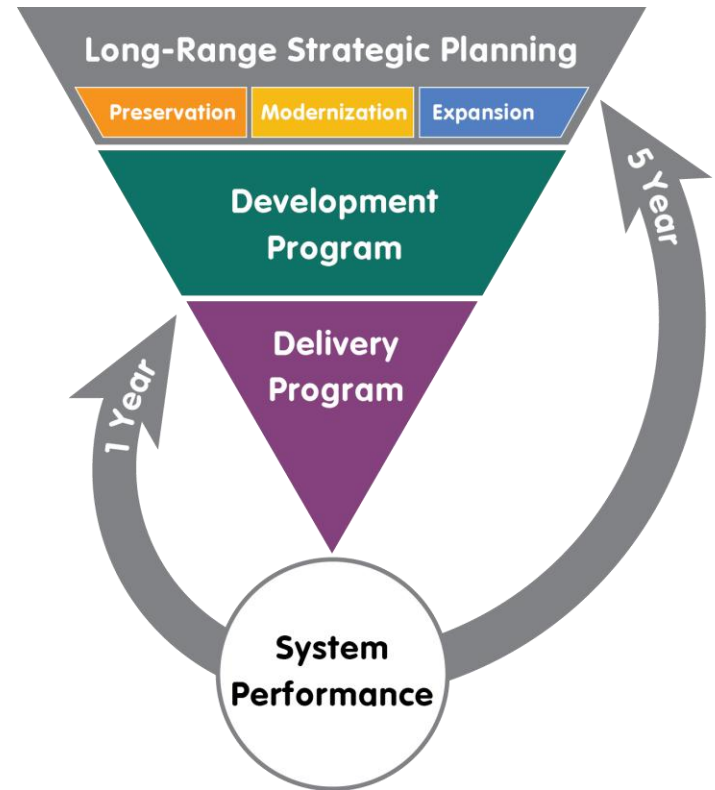 Long-Range Strategic Planning
Preservation
Modernization
Expansion
5 Year
Development
Program
Delivery
Program
1 Year
System
Performance